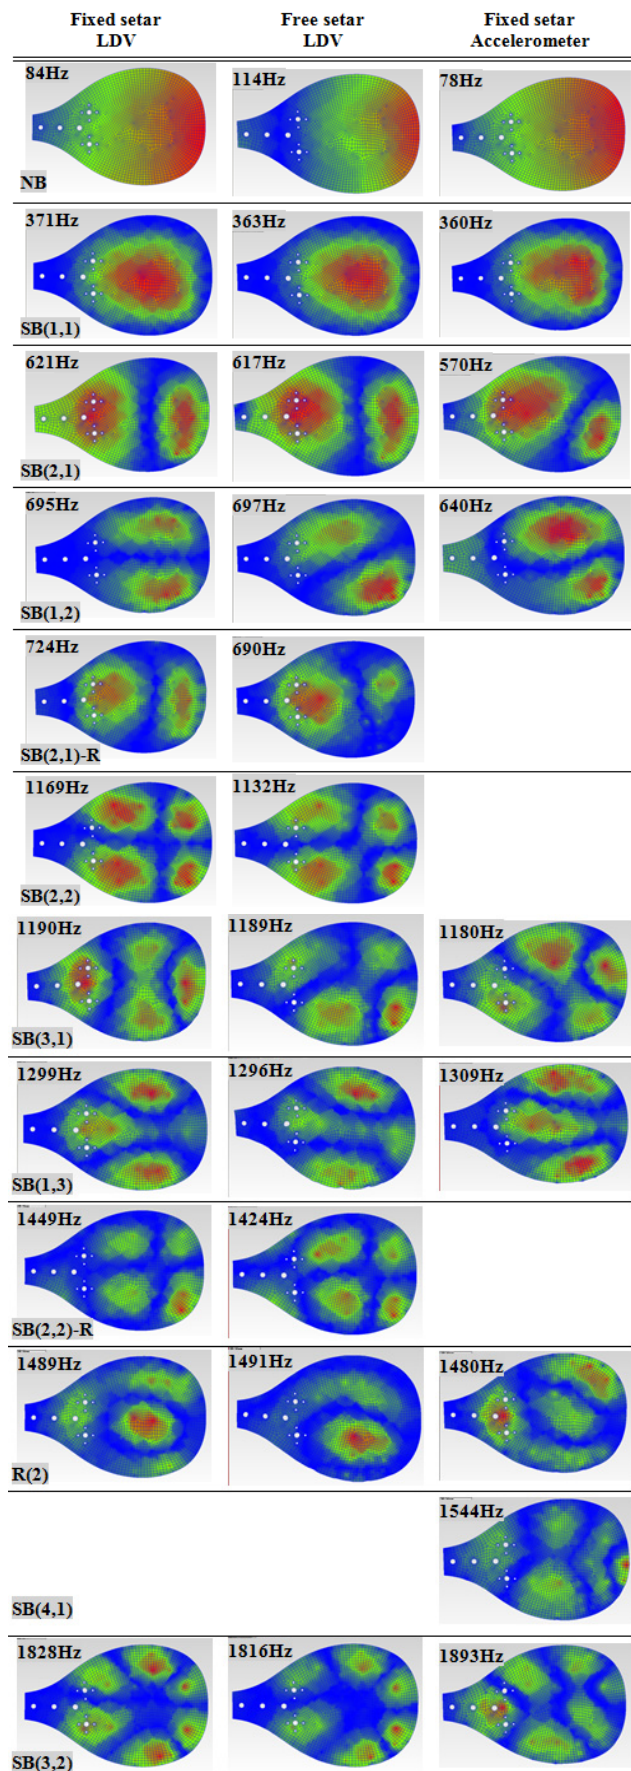 Fixed setar Free setar Fixed setar
LDV LDV Accelerometer
84Hz 114Hz 78Hz
NB
371Hz 363Hz 360Hz
SB(1,1)
621Hz 617Hz 570Hz
SB(2,1)
695Hz 697Hz 640Hz
SB(1,2)
724Hz 690Hz
SB(2,1)-R
1169Hz 1132Hz
SB(2,2)
1190Hz 1189Hz 1180Hz
SB(3,1)
1299Hz 1296Hz 1309Hz
SB(1,3)
1449Hz 1424Hz
SB(2,2)-R
1489Hz 1491Hz 1480Hz
R(2)
1544Hz
SB(4,1)
1828Hz 1816Hz 1893Hz
SB(3,2)